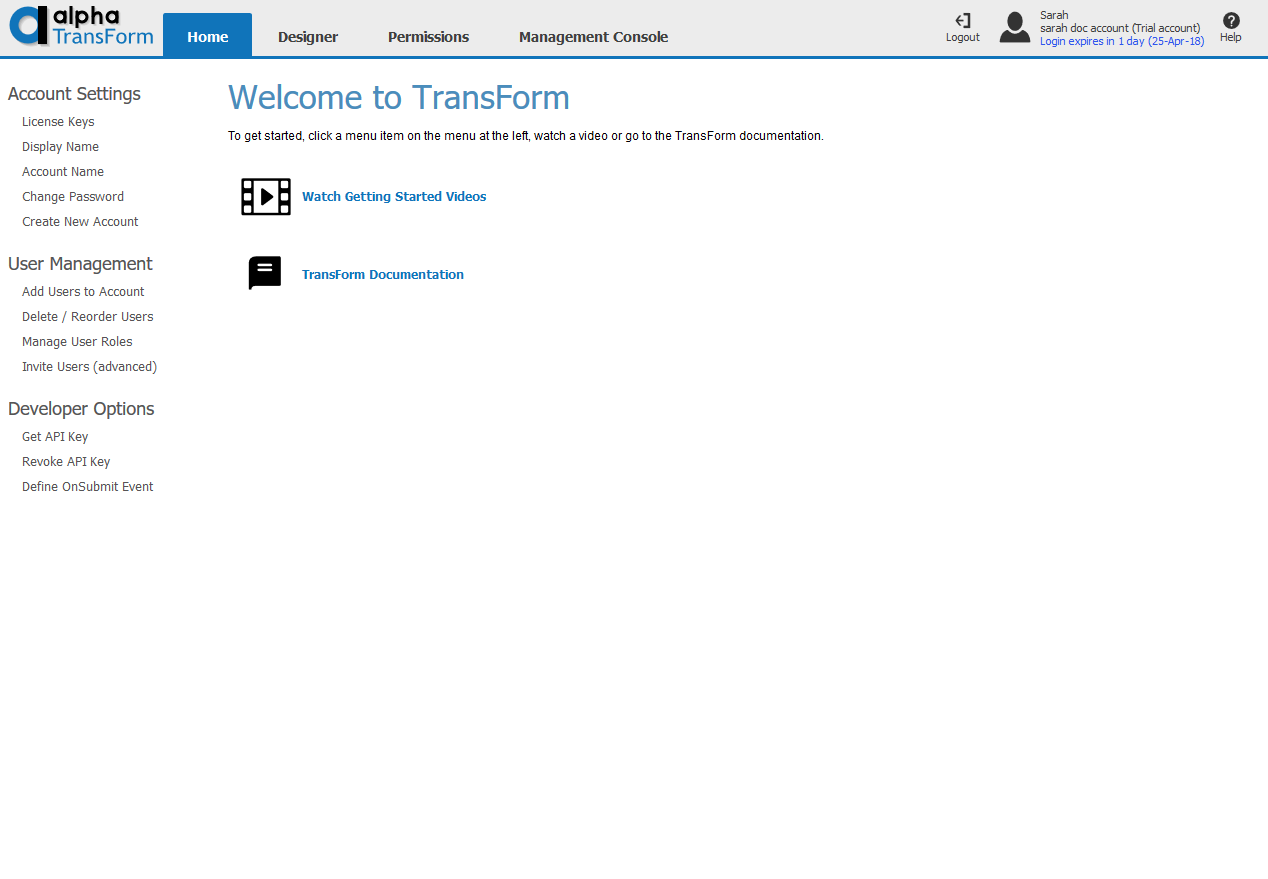 alpha
TransForm
Home
Designer
Permissions
Management Console
Logout
Sarah
sarah doc account (Trial account)
Login expires in 1 day (25-Apr-18)
?
Help
Account Settings
License Keys
Display Name
Account Name
Change Password
Create New Account
User Management
Add Users to Account
Delete / Reorder Users
Manage User Roles
Invite Users (advanced)
Developer Options
Get API Key
Revoke API Key
Define OnSubmit Event
Welcome to TransForm
To get started, click a menu item on the menu at the left, watch a video or go to the TransForm documentation.
Watch Getting Started Videos
TransForm Documentation